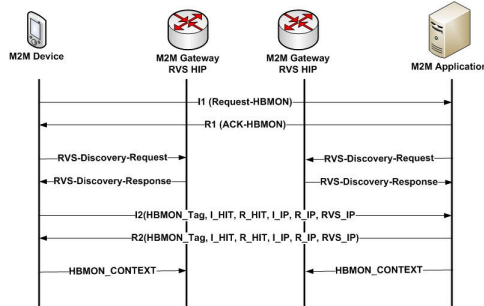 M2M Device
M2M Gateway
RVS HIP
M2M Gateway
RVS HIP
M2M Application
I1 (Request-HBMON)
R1 (ACK-HBMON)
RVS-Discovery-Request
RVS-Discovery-Request
RVS-Discovery-Response
RVS-Discovery-Response
I2(HBMON_Tag, I_HIT, R_HIT, I_IP, R_IP, RVS_IP
R2(HBMON_Tag, I_HIT, R_HIT, I_IP, R_IP, RVS_IP)
HBMON_CONTEXT
HBMON_CONTEXT